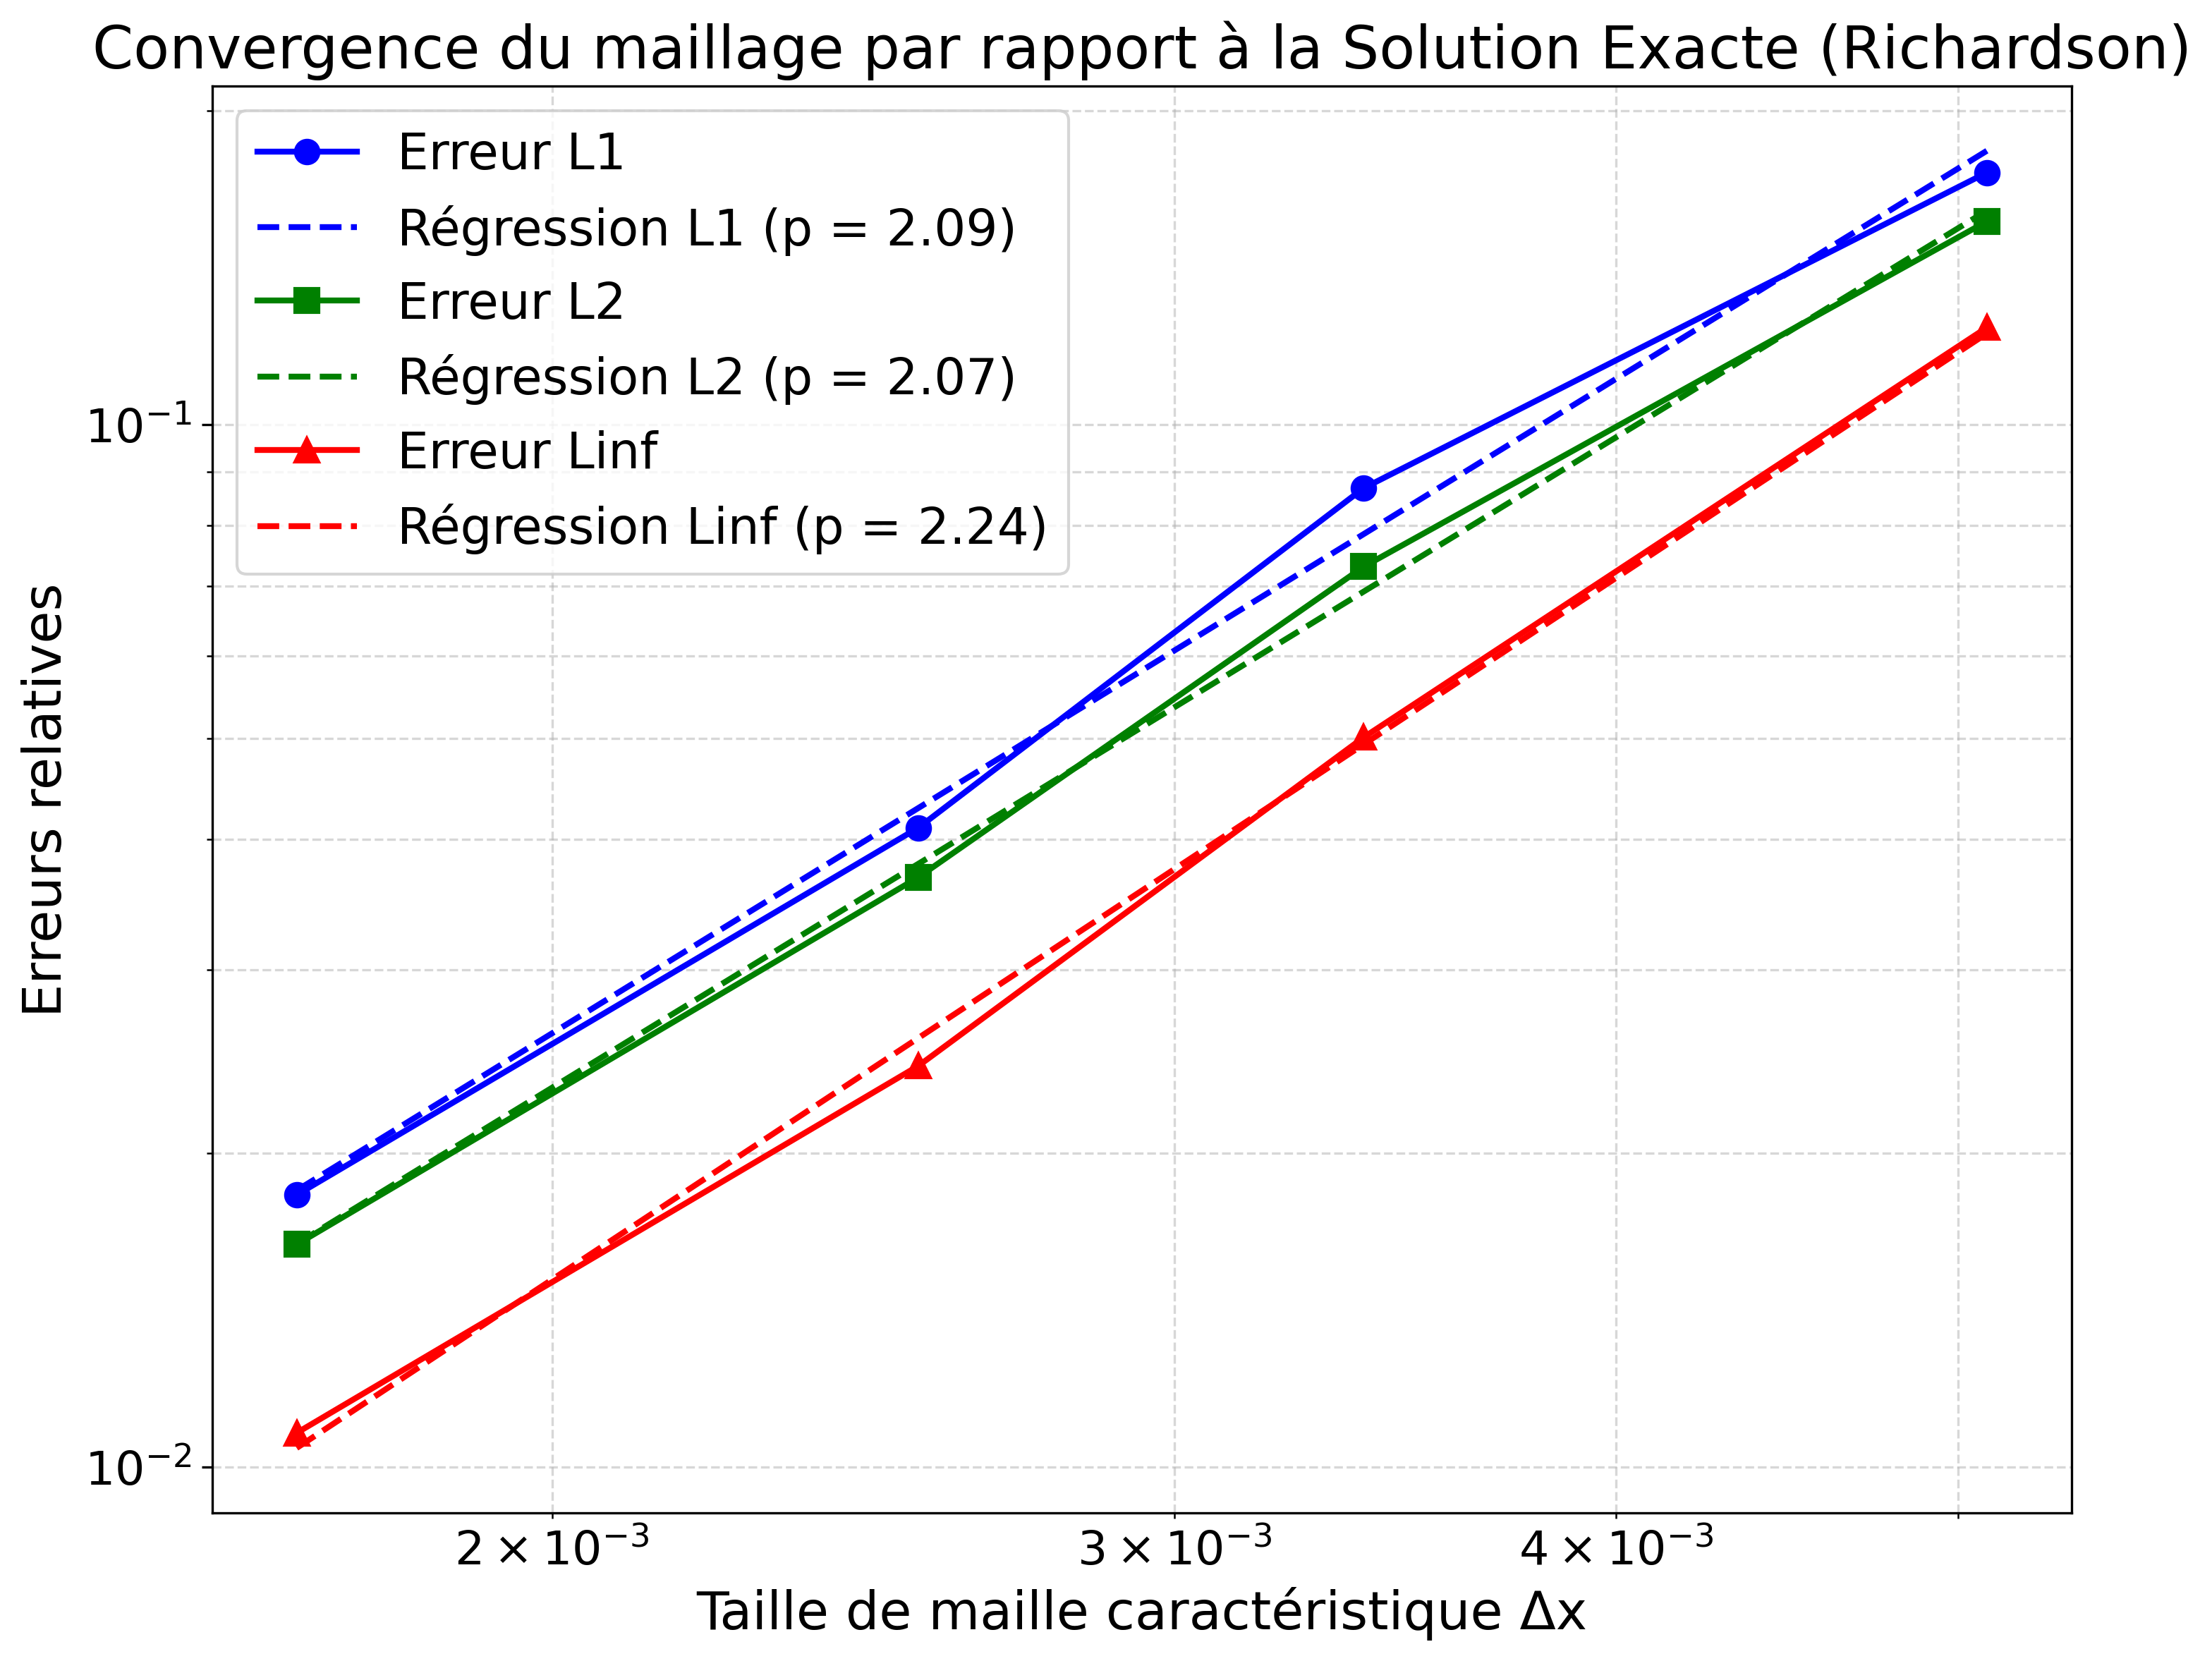 Convergence du maillage par rapport à la Solution Exacte (Richardson)
Erreur L1
Régression L1 (p = 2.09)
Erreur L2
Régression L2 (p = 2.07)
Erreur Linf
Régression Linf (p = 2.24)
Erreurs relatives
10⁻¹
10⁻²
2 × 10⁻³ 3 × 10⁻³ 4 × 10⁻³
Taille de maille caractéristique Δx